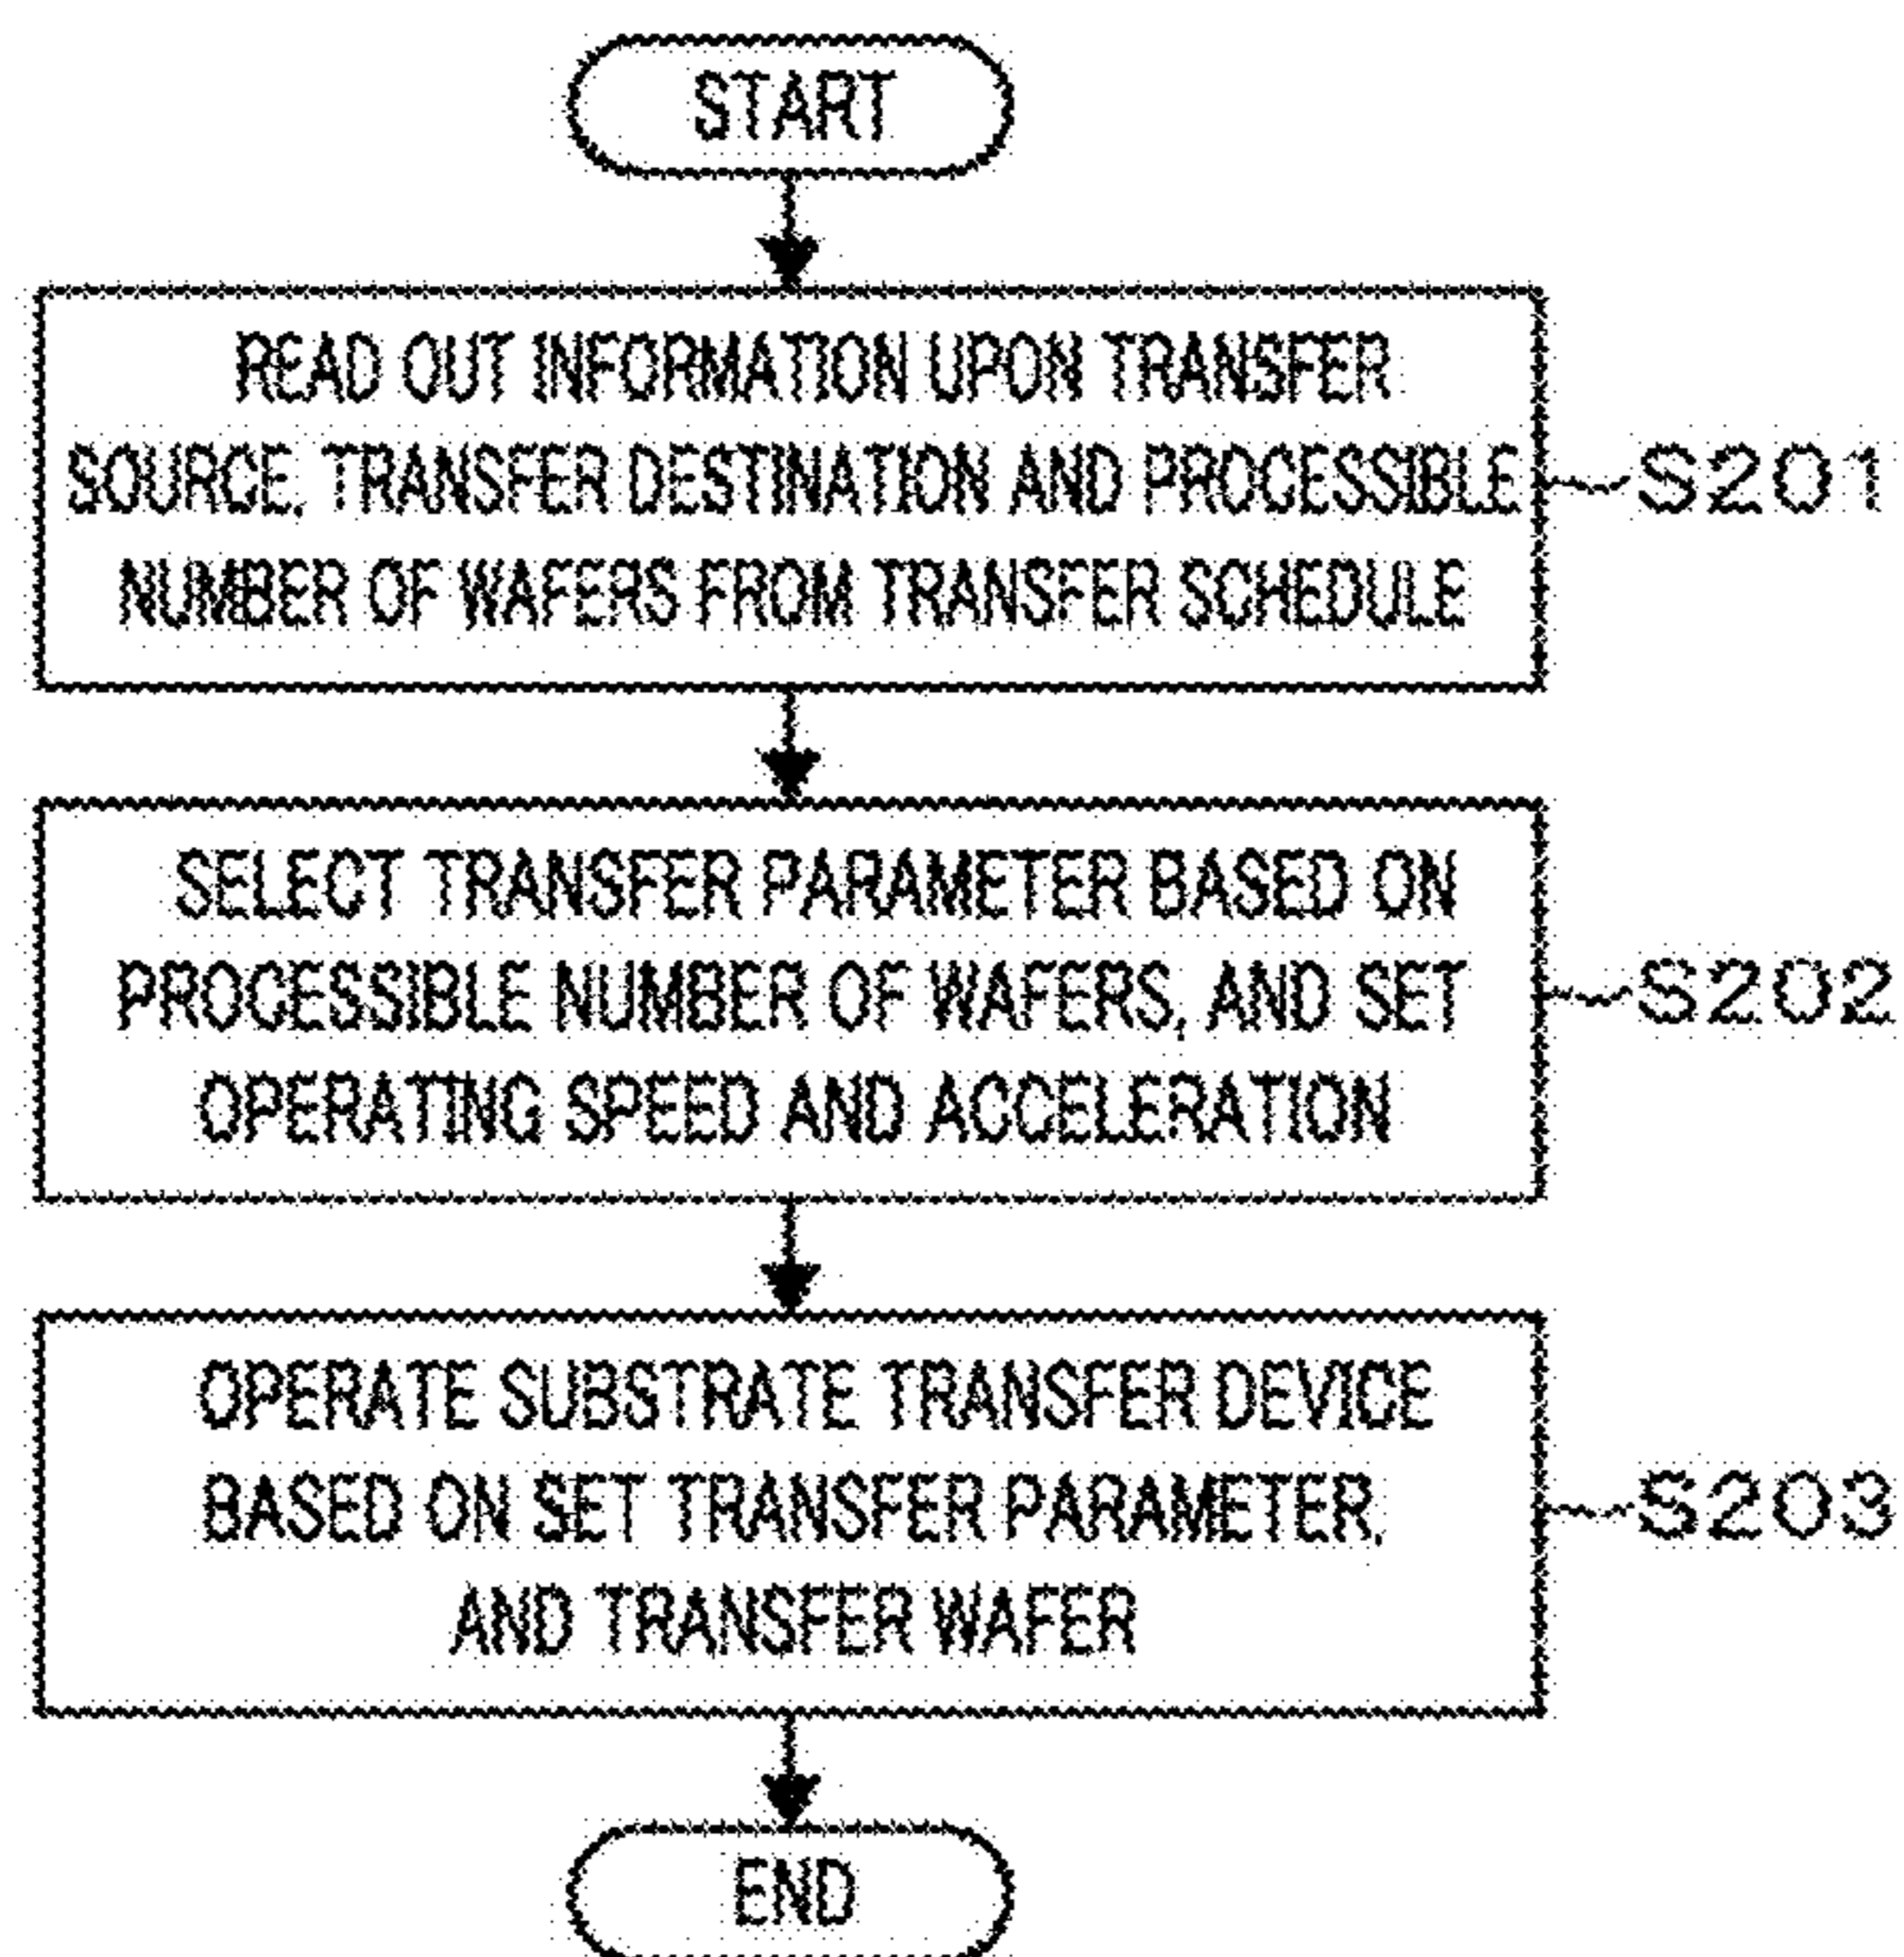 START
READ OUT INFORMATION UPON TRANSFER
SOURCE, TRANSFER DESTINATION AND PROCESSIBLE
NUMBER OF WAFERS FROM TRANSFER SCHEDULE
S201
SELECT TRANSFER PARAMETER BASED ON
PROCESSIBLE NUMBER OF WAFERS, AND SET
OPERATING SPEED AND ACCELERATION
S202
OPERATE SUBSTRATE TRANSFER DEVICE
BASED ON SET TRANSFER PARAMETER,
AND TRANSFER WAFER
S203
END